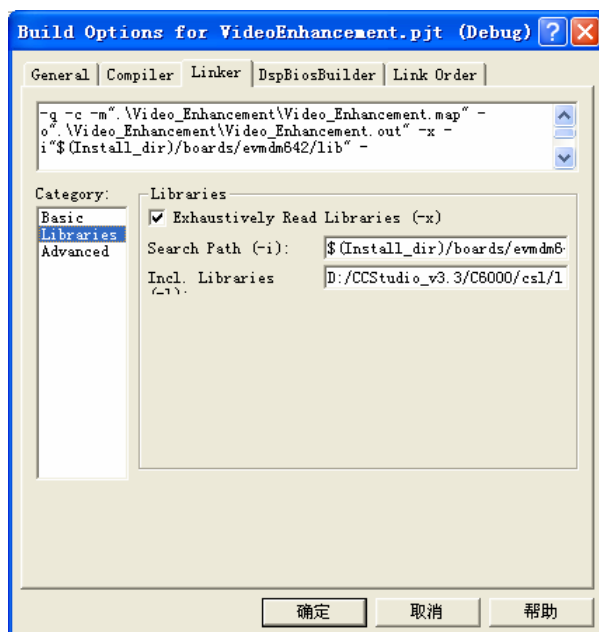 Build Options for VideoEnhancement.pjt (Debug)
General Compiler Linker DspBiosBuilder Link Order
-q -c -m".\Video_Enhancement\Video_Enhancement.map" -
o".\Video_Enhancement\Video_Enhancement.out" -x -
i"$(Install_dir)/boards/evmdm642/lib" -
Category:
Basic
Libraries
Advanced
Libraries
Exhaustively Read Libraries (-x)
Search Path (-i): $(Install_dir)/boards/evmdm6
Incl. Libraries D:/CCStudio_v3.3/C6000/csl/l
(-l):
确定 取消 帮助